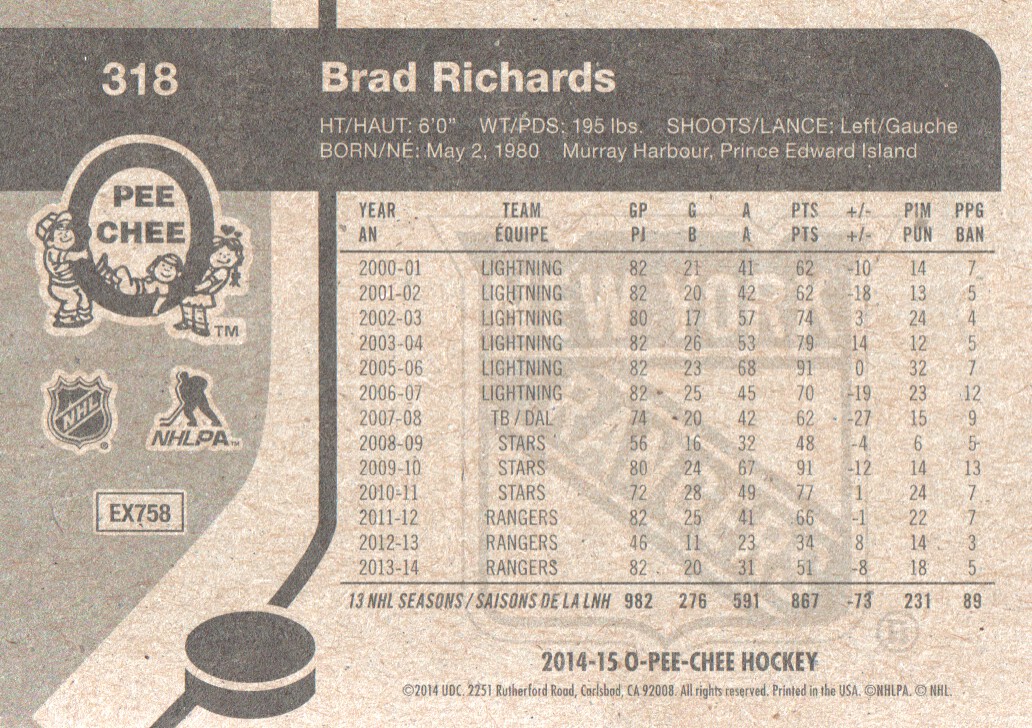 318
Brad Richards
HT/HAUT: 6'0" WT/PDS: 195 lbs. SHOOTS/LANCE: Left/Gauche
BORN/NÉ: May 2, 1980 Murray Harbour, Prince Edward Island
PEE
CHEE
TM
NHL
NHLPA™
EX758
YEAR TEAM GP G A PTS +/- PIM PPG
AN ÉQUIPE PJ B A PTS +/- PUN BAN
2000-01 LIGHTNING 82 21 41 62 -10 14 7
2001-02 LIGHTNING 82 20 42 62 -18 13 5
2002-03 LIGHTNING 80 17 57 74 3 24 4
2003-04 LIGHTNING 82 26 53 79 14 12 5
2005-06 LIGHTNING 82 23 68 91 0 32 7
2006-07 LIGHTNING 82 25 45 70 -19 23 12
2007-08 TB / DAL 74 20 42 62 -27 15 9
2008-09 STARS 56 16 32 48 -4 6 5
2009-10 STARS 80 24 67 91 -12 14 13
2010-11 STARS 72 28 49 77 1 24 7
2011-12 RANGERS 82 25 41 66 -1 22 7
2012-13 RANGERS 46 11 23 34 8 14 3
2013-14 RANGERS 82 20 31 51 -8 18 5
13 NHL SEASONS / SAISONS DE LA LNH 982 276 591 867 -73 231 89
2014-15 O-PEE-CHEE HOCKEY
©2014 UDC. 2251 Rutherford Road, Carlsbad, CA 92008. All rights reserved. Printed in the USA. ©NHLPA. © NHL.